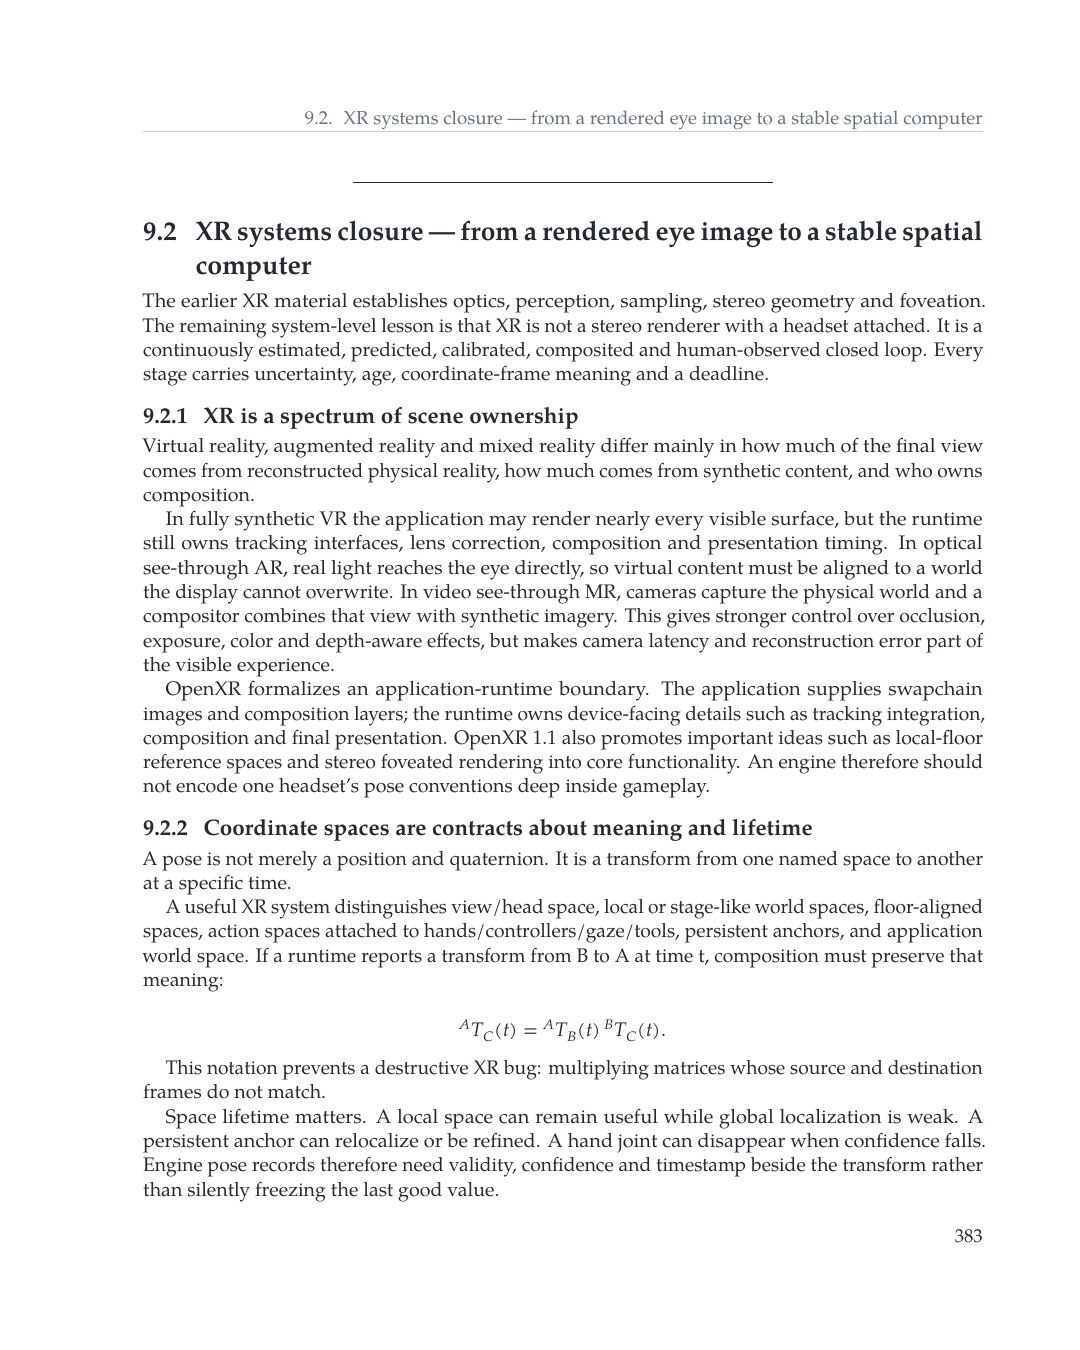 9.2. XR systems closure — from a rendered eye image to a stable spatial computer
9.2 XR systems closure — from a rendered eye image to a stable spatial
computer
The earlier XR material establishes optics, perception, sampling, stereo geometry and foveation.
The remaining system-level lesson is that XR is not a stereo renderer with a headset attached. It is a
continuously estimated, predicted, calibrated, composited and human-observed closed loop. Every
stage carries uncertainty, age, coordinate-frame meaning and a deadline.
9.2.1 XR is a spectrum of scene ownership
Virtual reality, augmented reality and mixed reality differ mainly in how much of the final view
comes from reconstructed physical reality, how much comes from synthetic content, and who owns
composition.
In fully synthetic VR the application may render nearly every visible surface, but the runtime
still owns tracking interfaces, lens correction, composition and presentation timing. In optical
see-through AR, real light reaches the eye directly, so virtual content must be aligned to a world
the display cannot overwrite. In video see-through MR, cameras capture the physical world and a
compositor combines that view with synthetic imagery. This gives stronger control over occlusion,
exposure, color and depth-aware effects, but makes camera latency and reconstruction error part of
the visible experience.
OpenXR formalizes an application-runtime boundary. The application supplies swapchain
images and composition layers; the runtime owns device-facing details such as tracking integration,
composition and final presentation. OpenXR 1.1 also promotes important ideas such as local-floor
reference spaces and stereo foveated rendering into core functionality. An engine therefore should
not encode one headset's pose conventions deep inside gameplay.
9.2.2 Coordinate spaces are contracts about meaning and lifetime
A pose is not merely a position and quaternion. It is a transform from one named space to another
at a specific time.
A useful XR system distinguishes view/head space, local or stage-like world spaces, floor-aligned
spaces, action spaces attached to hands/controllers/gaze/tools, persistent anchors, and application
world space. If a runtime reports a transform from B to A at time t, composition must preserve that
meaning:
^A T_C(t) = ^A T_B(t) ^B T_C(t).
This notation prevents a destructive XR bug: multiplying matrices whose source and destination
frames do not match.
Space lifetime matters. A local space can remain useful while global localization is weak. A
persistent anchor can relocalize or be refined. A hand joint can disappear when confidence falls.
Engine pose records therefore need validity, confidence and timestamp beside the transform rather
than silently freezing the last good value.
383